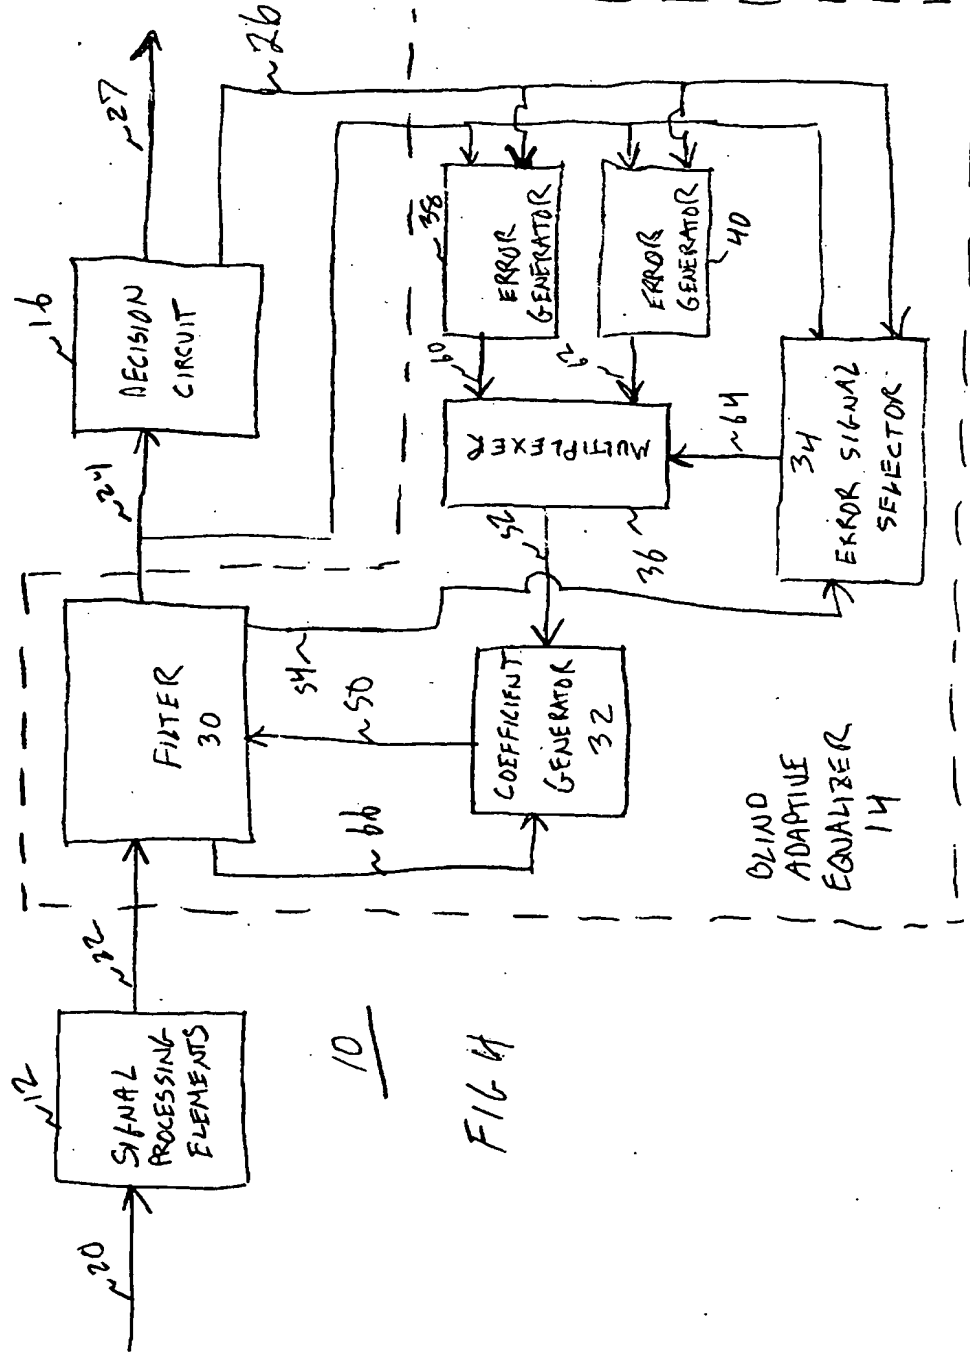 20
12
SIGNAL
PROCESSING
ELEMENTS
22
FILTER
30
24
16
DECISION
CIRCUIT
27
26
66
50
54
COEFFICIENT
GENERATOR
32
52
MULTIPLEXER
36
60
62
38
ERROR
GENERATOR
ERROR
GENERATOR
40
64
34
ERROR SIGNAL
SELECTOR
BLIND
ADAPTIVE
EQUALIZER
14
10
FIG 4